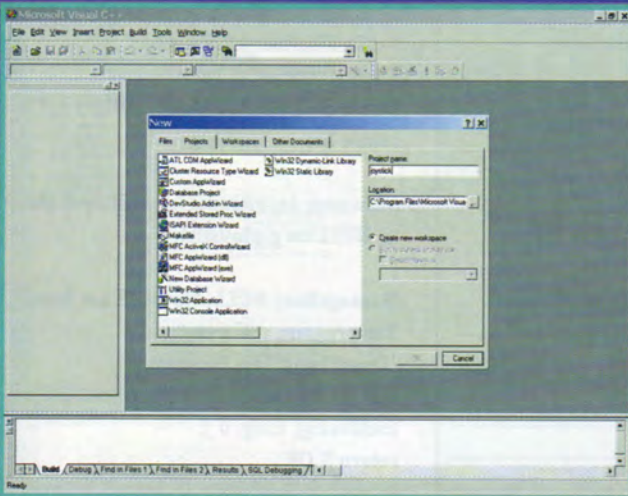 Microsoft Visual C++
File Edit View Insert Project Build Tools Window Help
New
Files Projects Workspaces Other Documents
ATL COM AppWizard
Cluster Resource Type Wizard
Custom AppWizard
Database Project
DevStudio Add-in Wizard
Extended Stored Proc Wizard
ISAPI Extension Wizard
Makefile
MFC ActiveX ControlWizard
MFC AppWizard (dll)
MFC AppWizard (exe)
New Database Wizard
Utility Project
Win32 Application
Win32 Console Application
Win32 Dynamic-Link Library
Win32 Static Library
Project name:
joystick
Location:
C:\Program Files\Microsoft Visua
Create new workspace
Cancel
Build Debug Find in Files 1 Find in Files 2 Results SQL Debugging
Ready